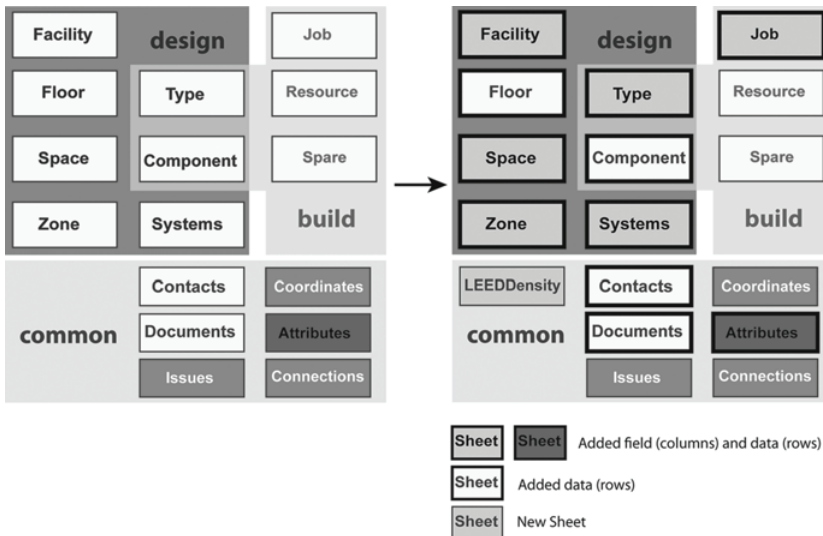 Facility
design
Job
Floor
Type
Resource
Space
Component
Spare
Zone
Systems
build
Contacts
Coordinates
common
Documents
Attributes
Issues
Connections
Facility
design
Job
Floor
Type
Resource
Space
Component
Spare
Zone
Systems
build
LEEDDensity
Contacts
Coordinates
common
Documents
Attributes
Issues
Connections
Sheet
Sheet
Added field (columns) and data (rows)
Sheet
Added data (rows)
Sheet
New Sheet